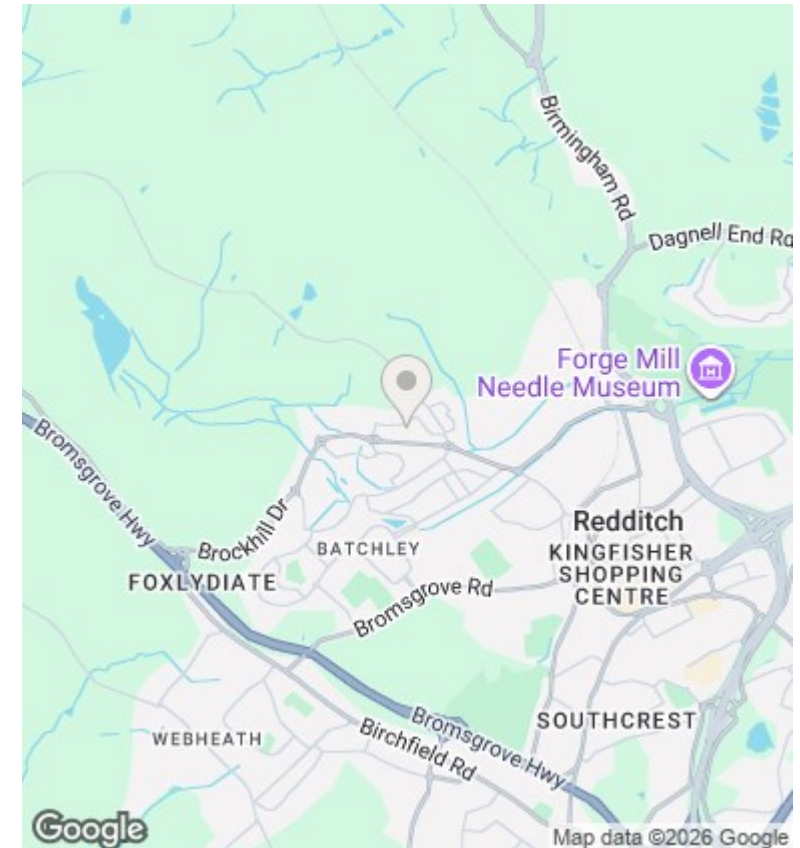 Birmingham Rd
Dagnell End Rd
Forge Mill
Needle Museum
Bromsgrove Hwy
Brockhill Dr
BATCHLEY
Redditch
KINGFISHER
SHOPPING
CENTRE
FOXLYDIATE
Bromsgrove Rd
WEBHEATH
Birchfield Rd
Bromsgrove Hwy
SOUTHCREST
Google
Map data ©2026 Google